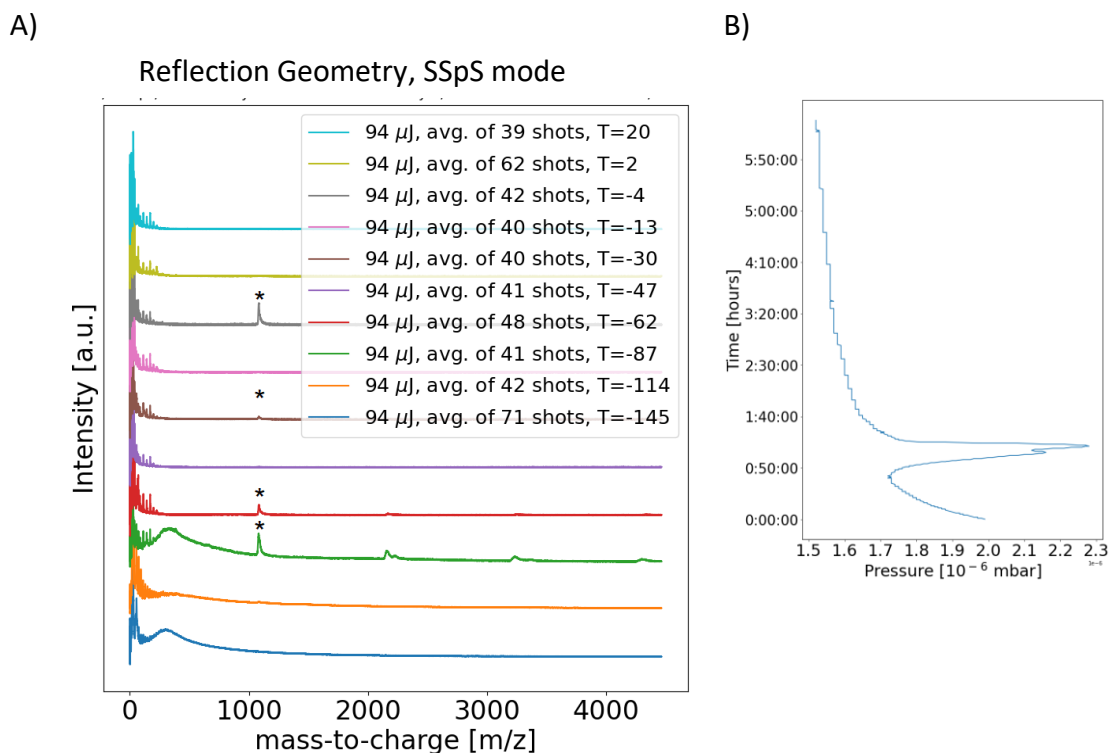 A)
B)
Reflection Geometry, SSpS mode
94 μJ, avg. of 39 shots, T=20
94 μJ, avg. of 62 shots, T=2
94 μJ, avg. of 42 shots, T=-4
94 μJ, avg. of 40 shots, T=-13
94 μJ, avg. of 40 shots, T=-30
94 μJ, avg. of 41 shots, T=-47
94 μJ, avg. of 48 shots, T=-62
94 μJ, avg. of 41 shots, T=-87
94 μJ, avg. of 42 shots, T=-114
94 μJ, avg. of 71 shots, T=-145
*
*
*
*
Intensity [a.u.]
0 1000 2000 3000 4000
mass-to-charge [m/z]
Time [hours]
5:50:00
5:00:00
4:10:00
3:20:00
2:30:00
1:40:00
0:50:00
0:00:00
1.5 1.6 1.7 1.8 1.9 2.0 2.1 2.2 2.3
1e-6
Pressure [10⁻⁶ mbar]